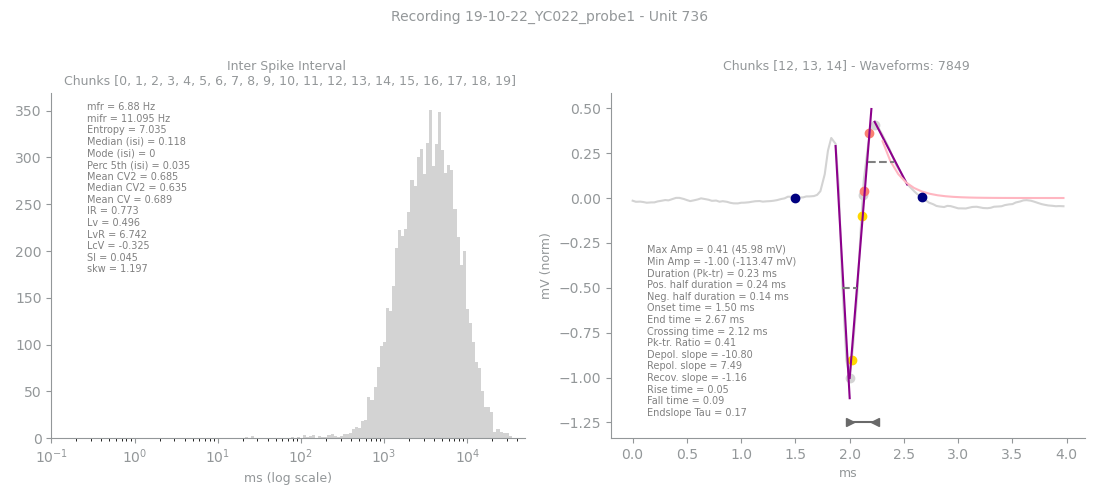 Recording 19-10-22_YC022_probe1 - Unit 736
Inter Spike Interval
Chunks [0, 1, 2, 3, 4, 5, 6, 7, 8, 9, 10, 11, 12, 13, 14, 15, 16, 17, 18, 19]
350
300
250
200
150
100
50
0
mfr = 6.88 Hz
mifr = 11.095 Hz
Entropy = 7.035
Median (isi) = 0.118
Mode (isi) = 0
Perc 5th (isi) = 0.035
Mean CV2 = 0.685
Median CV2 = 0.635
Mean CV = 0.689
IR = 0.773
Lv = 0.496
LvR = 6.742
LcV = -0.325
SI = 0.045
skw = 1.197
10⁻¹ 10⁰ 10¹ 10² 10³ 10⁴
ms (log scale)
Chunks [12, 13, 14] - Waveforms: 7849
mV (norm)
0.50
0.25
0.00
−0.25
−0.50
−0.75
−1.00
−1.25
Max Amp = 0.41 (45.98 mV)
Min Amp = -1.00 (-113.47 mV)
Duration (Pk-tr) = 0.23 ms
Pos. half duration = 0.24 ms
Neg. half duration = 0.14 ms
Onset time = 1.50 ms
End time = 2.67 ms
Crossing time = 2.12 ms
Pk-tr. Ratio = 0.41
Depol. slope = -10.80
Repol. slope = 7.49
Recov. slope = -1.16
Rise time = 0.05
Fall time = 0.09
Endslope Tau = 0.17
0.0 0.5 1.0 1.5 2.0 2.5 3.0 3.5 4.0
ms